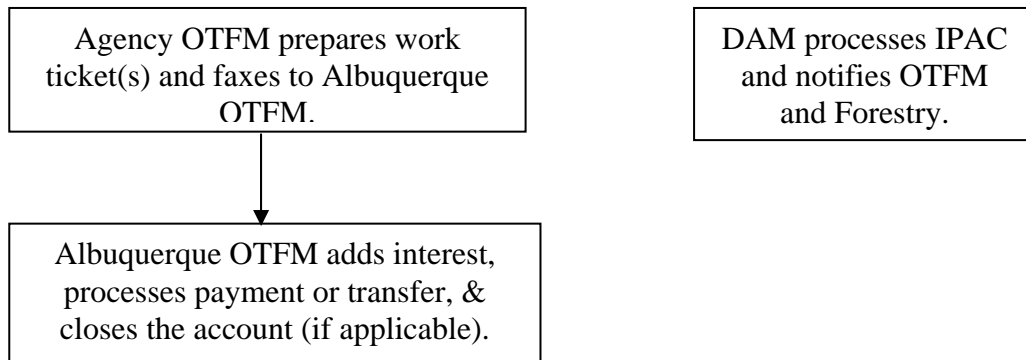 Agency OTFM prepares work
ticket(s) and faxes to Albuquerque
OTFM.
DAM processes IPAC
and notifies OTFM
and Forestry.
Albuquerque OTFM adds interest,
processes payment or transfer, &
closes the account (if applicable).